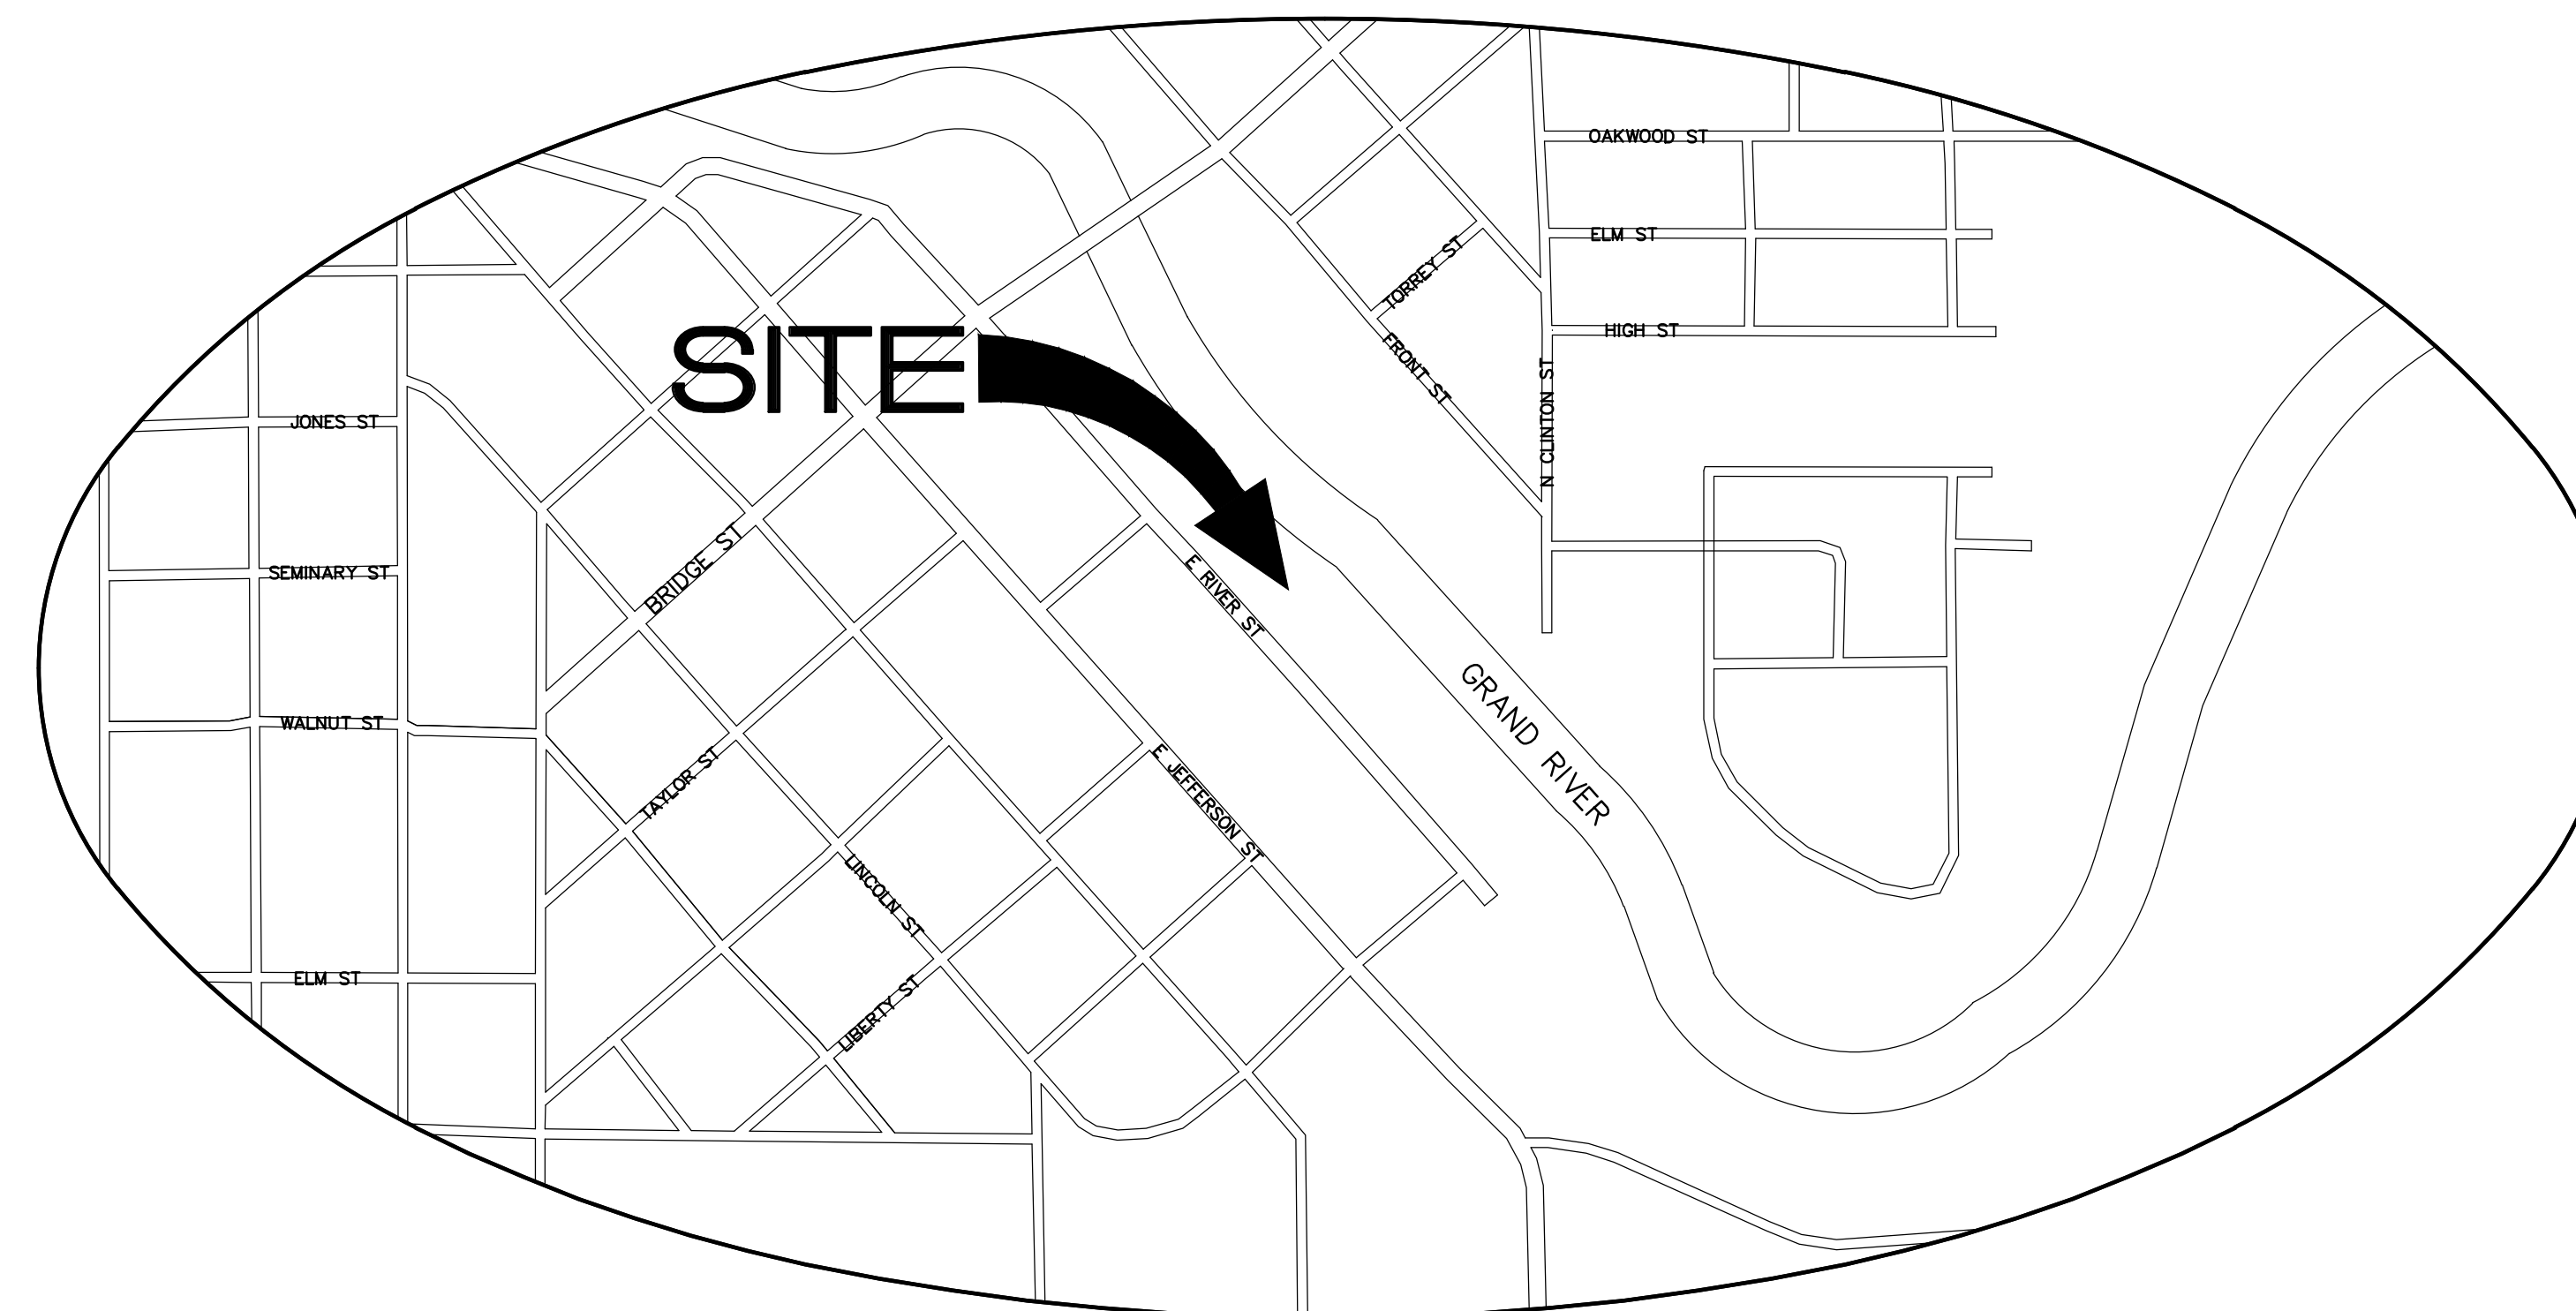 OAKWOOD ST
ELM ST
TORREY ST
HIGH ST
SITE
FRONT ST
N CLINTON ST
JONES ST
BRIDGE ST
SEMINARY ST
E RIVER ST
GRAND RIVER
WALNUT ST
TAYLOR ST
E JEFFERSON ST
LINCOLN ST
ELM ST
LIBERTY ST